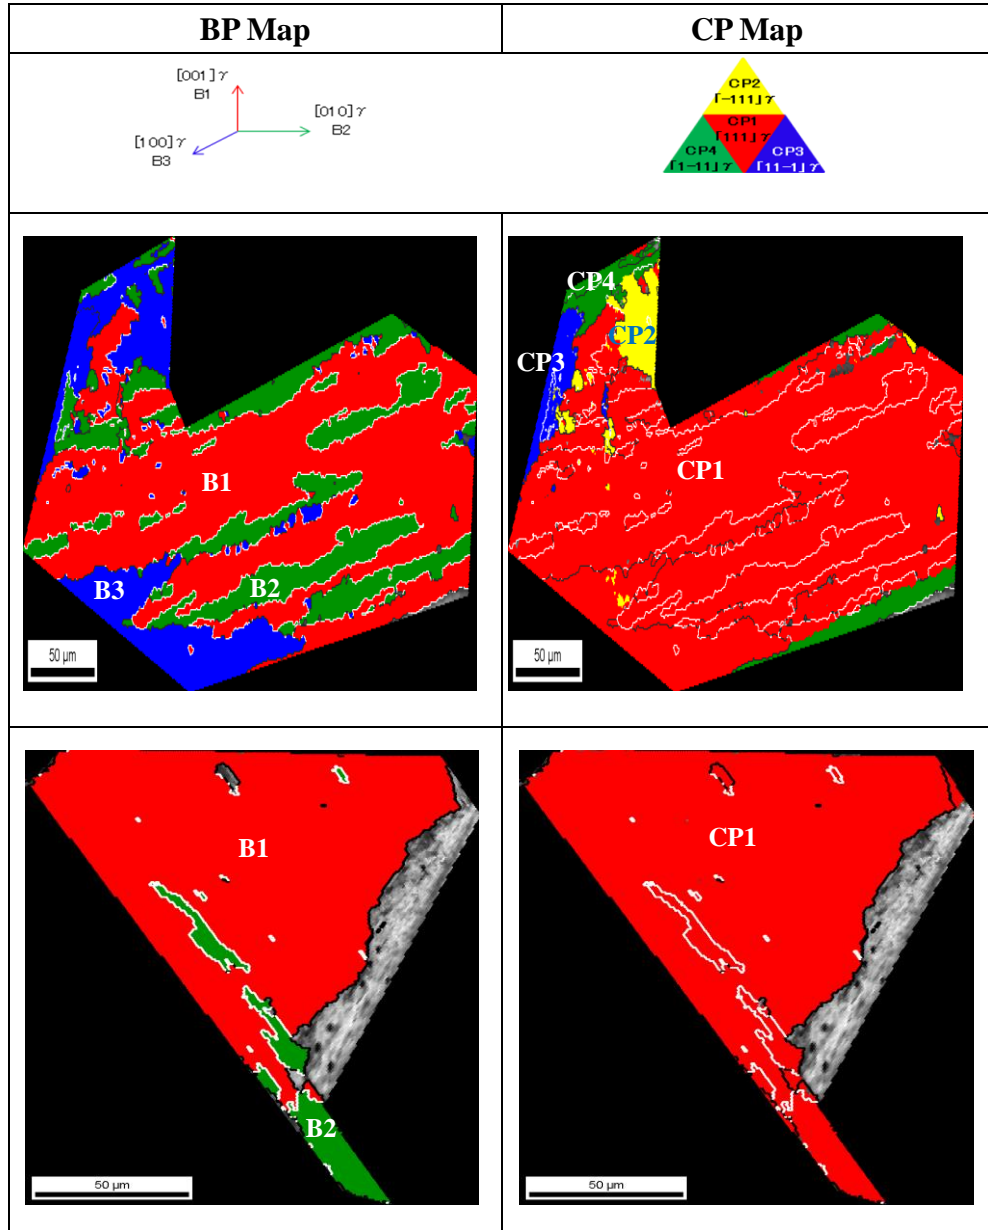 BP Map
CP Map
[001]γ
B1
[010]γ
B2
[100]γ
B3
CP2
「-111」γ
CP1
「111」γ
CP4
「1-11」γ
CP3
「11-1」γ
B1
B3
B2
50 μm
CP4
CP2
CP3
CP1
50 μm
B1
B2
50 μm
CP1
50 μm